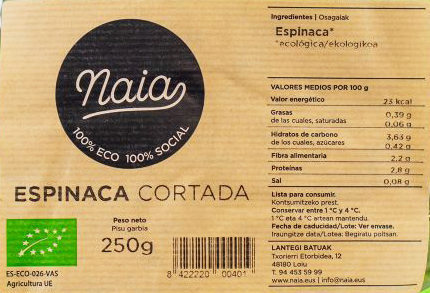 naia
100% ECO 100% SOCIAL
ESPINACA CORTADA
ES-ECO-026-VAS
Agricultura UE
Peso neto
Pisu garbia
250g
8 422220 00401
Ingredientes | Osagaiak
Espinaca*
*ecológica/ekologikoa
VALORES MEDIOS POR 100 g
Valor energético 23 kcal
Grasas 0,39 g
de las cuales, saturadas 0,06 g
Hidratos de carbono 3,63 g
de los cuales, azúcares 0,42 g
Fibra alimentaria 2,2 g
Proteínas 2,8 g
Sal 0,08 g
Lista para consumir.
Kontsumitzeko prest.
Conservar entre 1 °C y 4 °C.
1 °C eta 4 °C artean mantendu.
Fecha de caducidad/Lote: Ver envase.
Iraungitze data/Lotea: Begiratu poltsan.
LANTEGI BATUAK
Txorierri Etorbidea, 12
48180 Loiu
T. 94 453 59 99
www.naia.eus | info@naia.eus